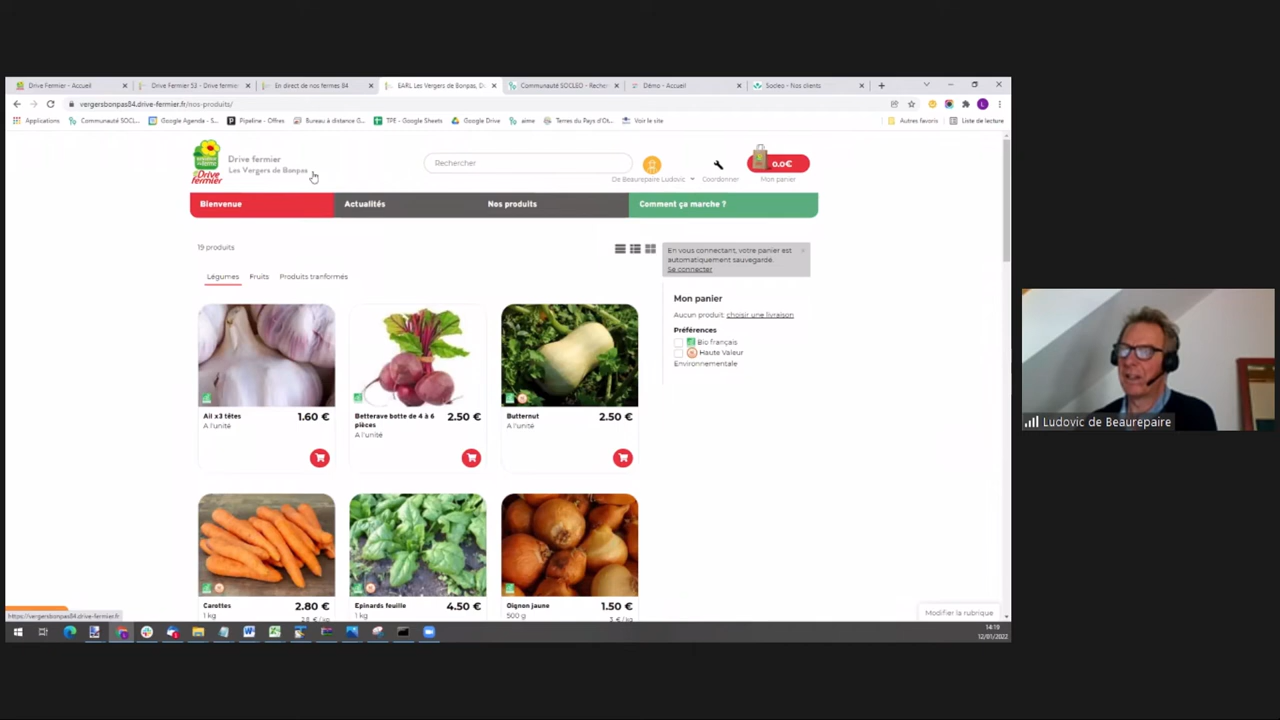 Drive Fermier - Accueil
Drive Fermier 53 - Drive fermie
En direct de nos fermes 84
EARL Les Vergers de Bonpas, D
Communauté SOCLEO - Reche
Démo - Accueil
Socleo - Nos clients
vergersbonpas84.drive-fermier.fr/nos-produits/
Applications
Communauté SOCL...
Google Agenda - S...
Pipeline - Offres
Bureau à distance G...
TPE - Google Sheets
Google Drive
aime
Terres du Pays d'Ot...
Voir le site
Autres favoris
Liste de lecture
Drive fermier
Les Vergers de Bonpas
Drive
fermier
Rechercher
De Beaurepaire Ludovic
Coordonner
0.0€
Mon panier
Bienvenue
Actualités
Nos produits
Comment ça marche ?
19 produits
En vous connectant, votre panier est
automatiquement sauvegardé.
Se connecter
Légumes
Fruits
Produits tranformés
Mon panier
Aucun produit: choisir une livraison
Préférences
Bio français
Haute Valeur
Environnementale
Ail x3 têtes
1.60 €
A l'unité
Betterave botte de 4 à 6
pièces
2.50 €
A l'unité
Butternut
2.50 €
A l'unité
Carottes
2.80 €
1 kg
2.8 € / kg
Epinards feuille
4.50 €
1 kg
Oignon jaune
1.50 €
500 g
3 € / kg
Modifier la rubrique
https://vergersbonpas84.drive-fermier.fr
14:19
12/01/2022
Ludovic de Beaurepaire